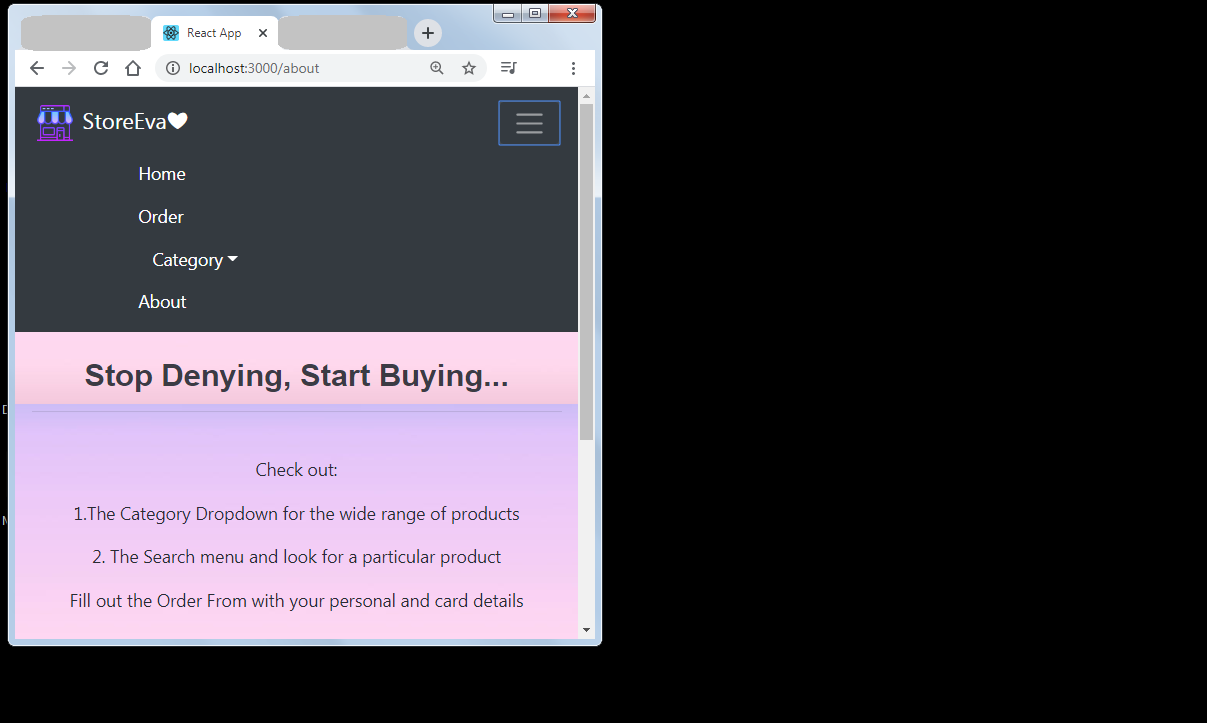 React App
localhost:3000/about
StoreEva🤍
Home
Order
Category
About
Stop Denying, Start Buying...
Check out:
1.The Category Dropdown for the wide range of products
2. The Search menu and look for a particular product
Fill out the Order From with your personal and card details